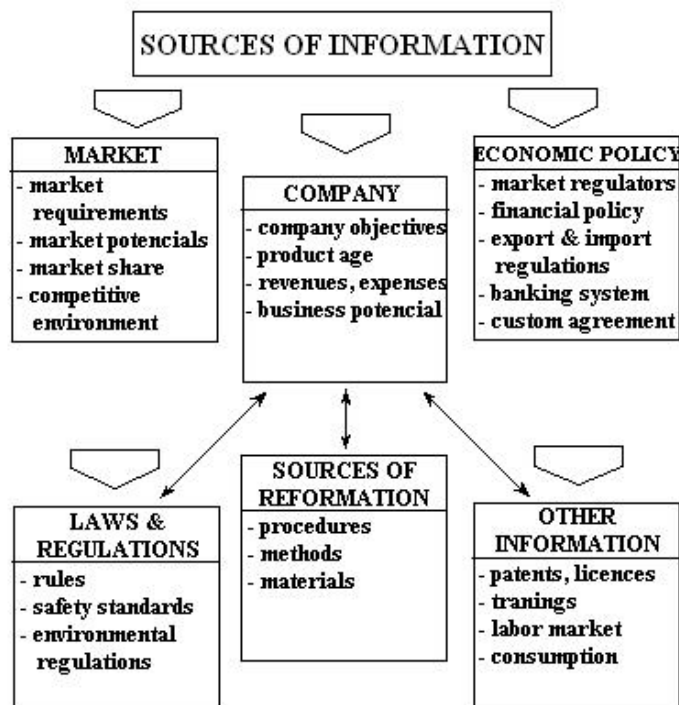 SOURCES OF INFORMATION
MARKET
- market
requirements
- market potencials
- market share
- competitive
environment
COMPANY
- company objectives
- product age
- revenues, expenses
- business potencial
ECONOMIC POLICY
- market regulators
- financial policy
- export & import
regulations
- banking system
- custom agreement
LAWS &
REGULATIONS
- rules
- safety standards
- environmental
regulations
SOURCES OF
REFORMATION
- procedures
- methods
- materials
OTHER
INFORMATION
- patents, licences
- tranings
- labor market
- consumption